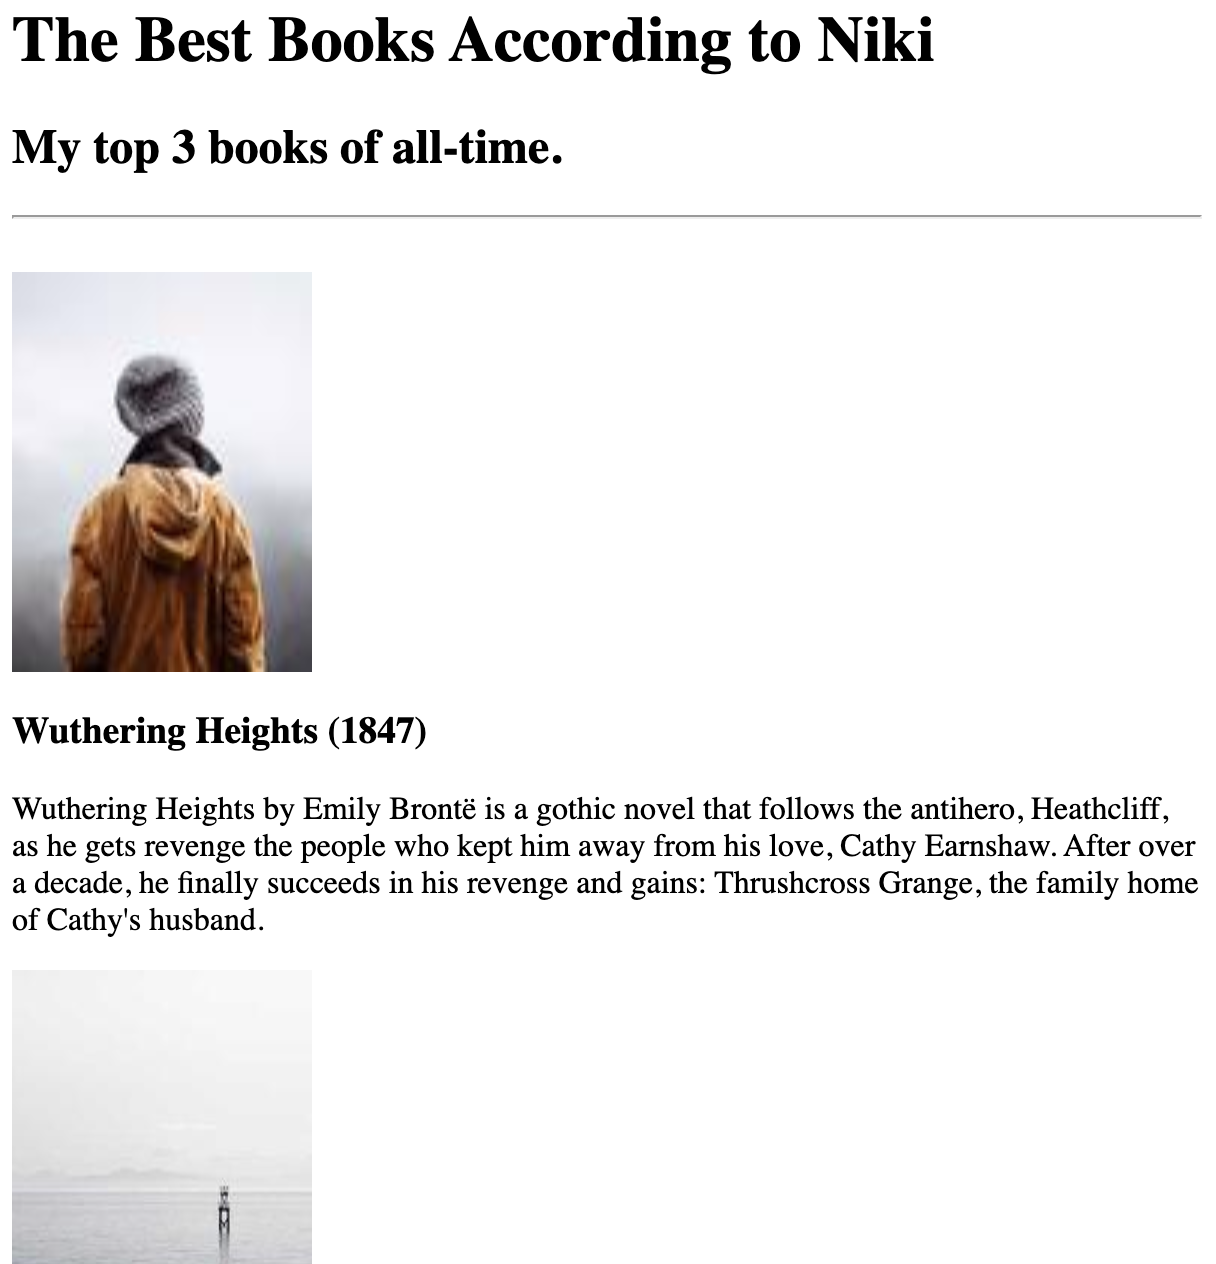 The Best Books According to Niki
My top 3 books of all-time.
Wuthering Heights (1847)
Wuthering Heights by Emily Brontë is a gothic novel that follows the antihero, Heathcliff,
as he gets revenge the people who kept him away from his love, Cathy Earnshaw. After over
a decade, he finally succeeds in his revenge and gains: Thrushcross Grange, the family home
of Cathy's husband.